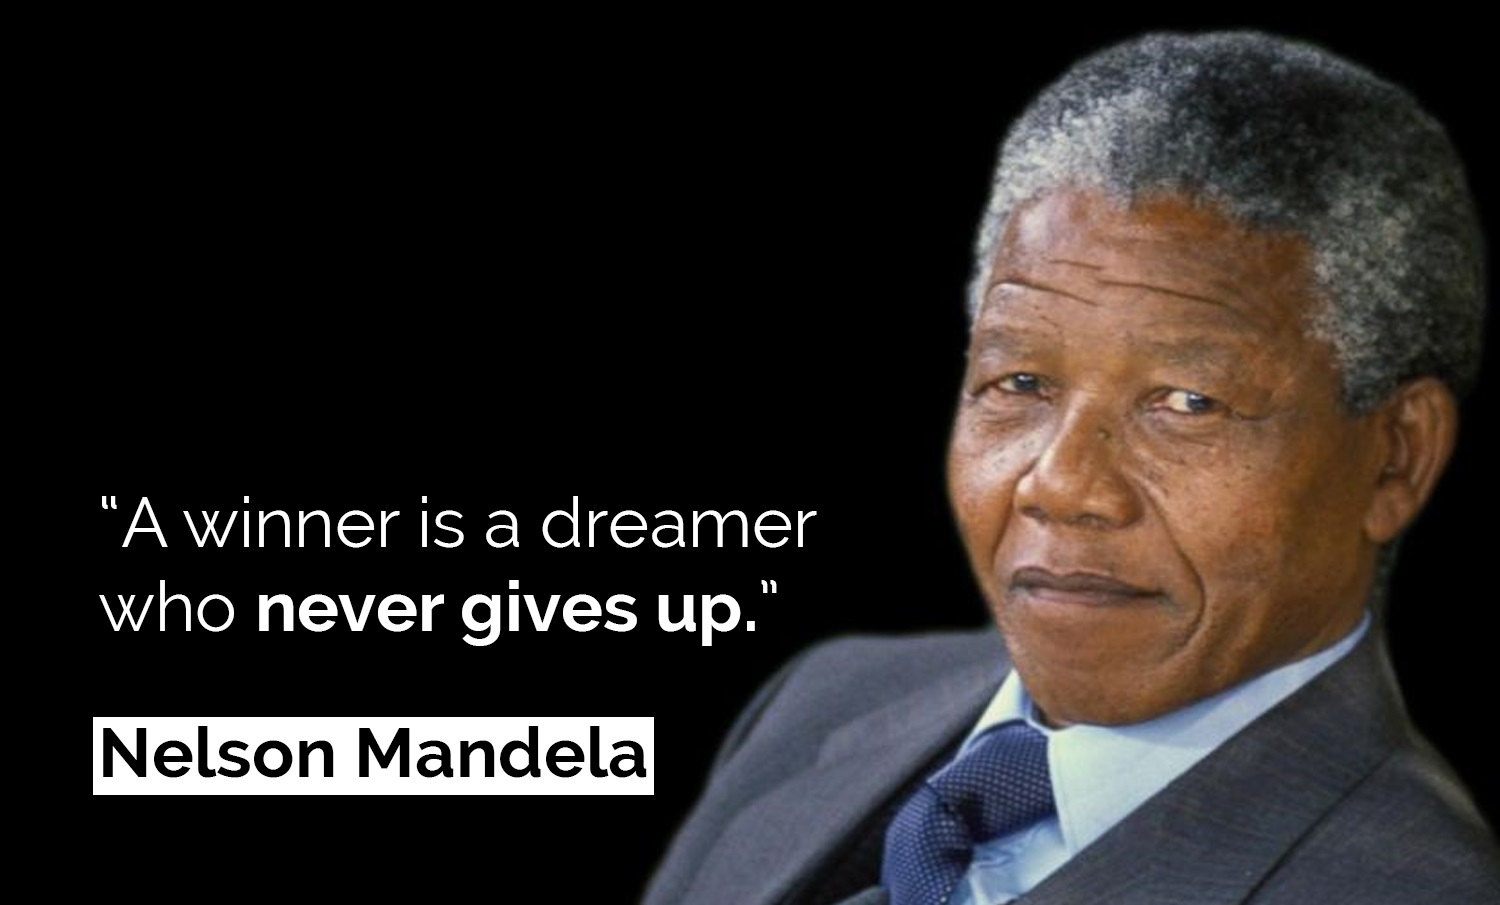 “A winner is a dreamer
who never gives up.”
Nelson Mandela